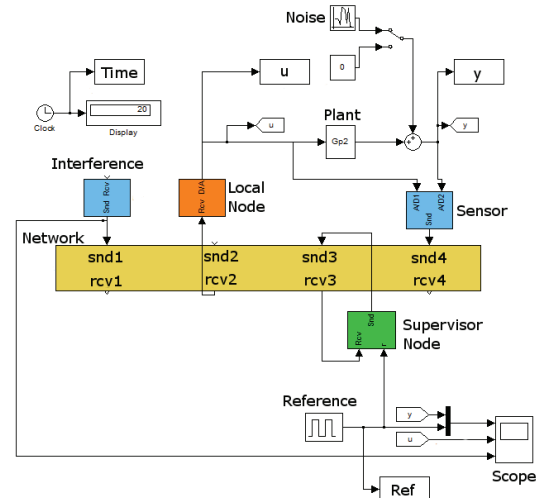 Noise
Time
u
0
y
20
Clock
Display
u
Plant
Gp2
++
y
Interference
Snd Rcv
Rcv D/A
Local
Node
A/D1
Snd
A/D2
Sensor
Network
snd1 snd2 snd3 snd4
rcv1 rcv2 rcv3 rcv4
Rcv
Snd
r
Supervisor
Node
Reference
y
u
Scope
Ref